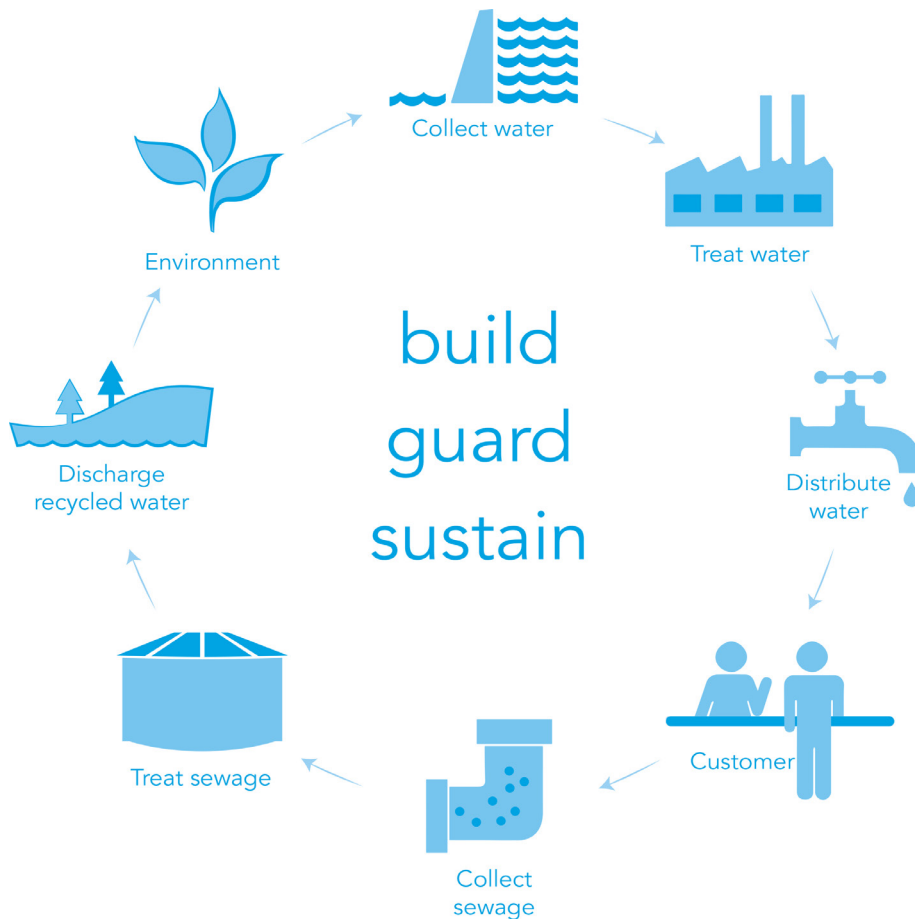 Collect water
Treat water
Environment
build
guard
sustain
Distribute
water
Discharge
recycled water
Customer
Treat sewage
Collect
sewage